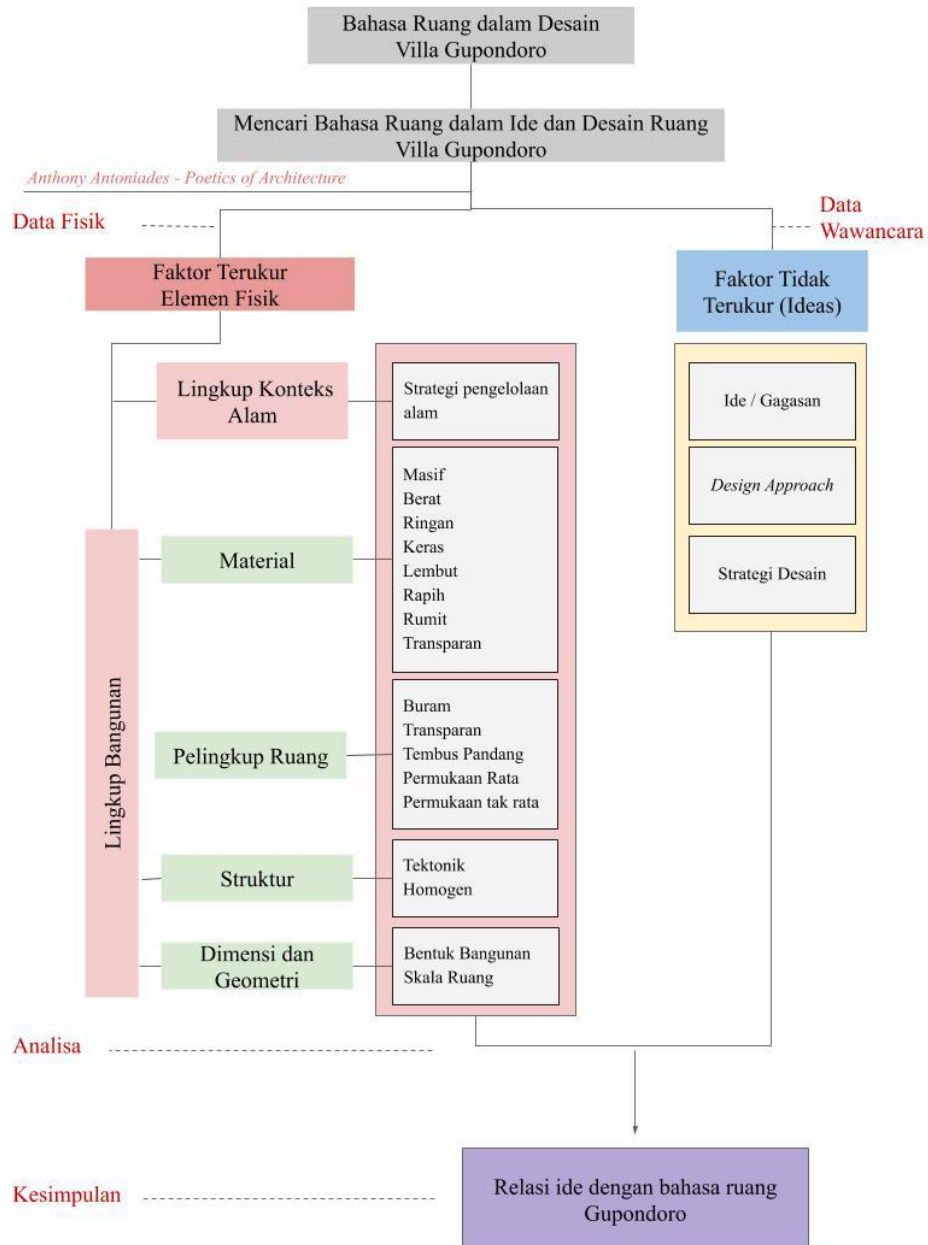 Bahasa Ruang dalam Desain
Villa Gupondoro
Mencari Bahasa Ruang dalam Ide dan Desain Ruang
Villa Gupondoro
Anthony Antoniades - Poetics of Architecture
Data Fisik
Data
Wawancara
Faktor Terukur
Elemen Fisik
Faktor Tidak
Terukur (Ideas)
Lingkup Konteks
Alam
Strategi pengelolaan
alam
Ide / Gagasan
Design Approach
Strategi Desain
Lingkup Bangunan
Material
Masif
Berat
Ringan
Keras
Lembut
Rapih
Rumit
Transparan
Pelingkup Ruang
Buram
Transparan
Tembus Pandang
Permukaan Rata
Permukaan tak rata
Struktur
Tektonik
Homogen
Dimensi dan
Geometri
Bentuk Bangunan
Skala Ruang
Analisa
Kesimpulan
Relasi ide dengan bahasa ruang
Gupondoro